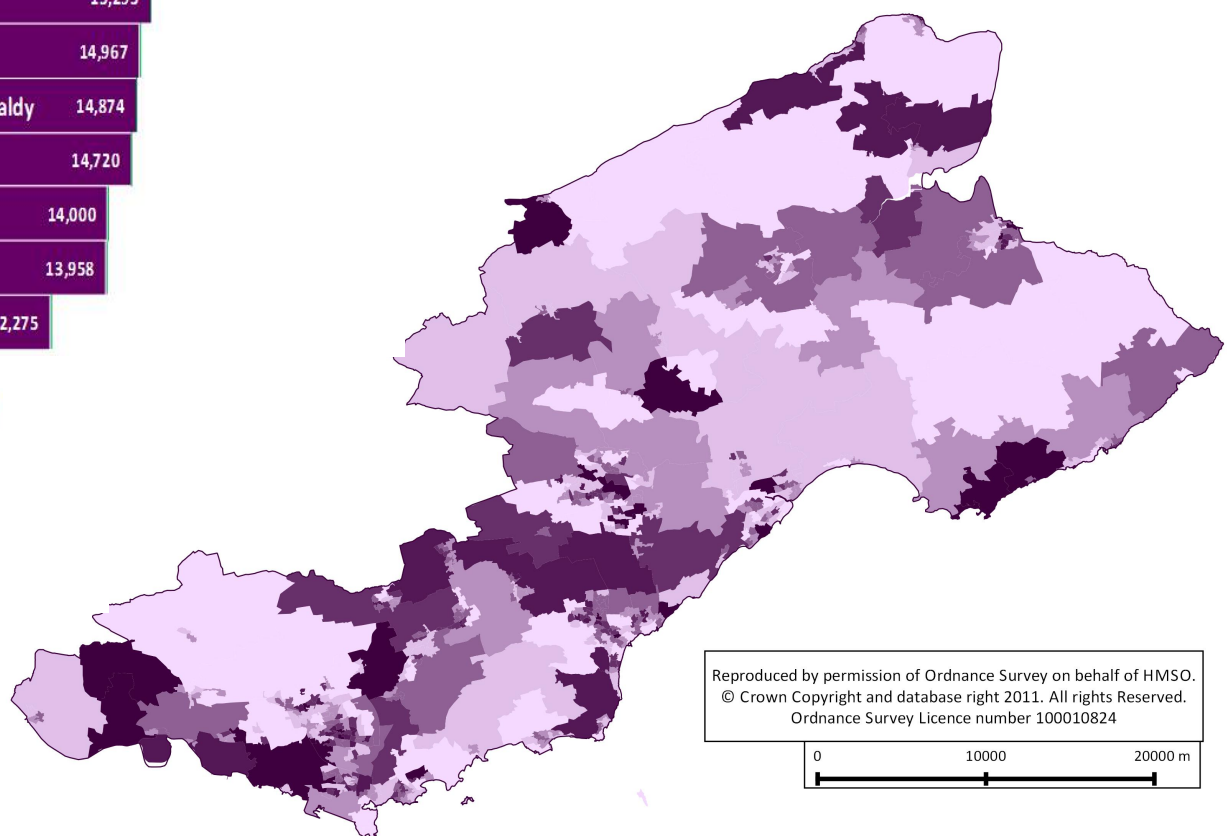 14,967
aldy 14,874
14,720
14,000
13,958
2,275
Reproduced by permission of Ordnance Survey on behalf of HMSO.
© Crown Copyright and database right 2011. All rights Reserved.
Ordnance Survey Licence number 100010824
0 10000 20000 m